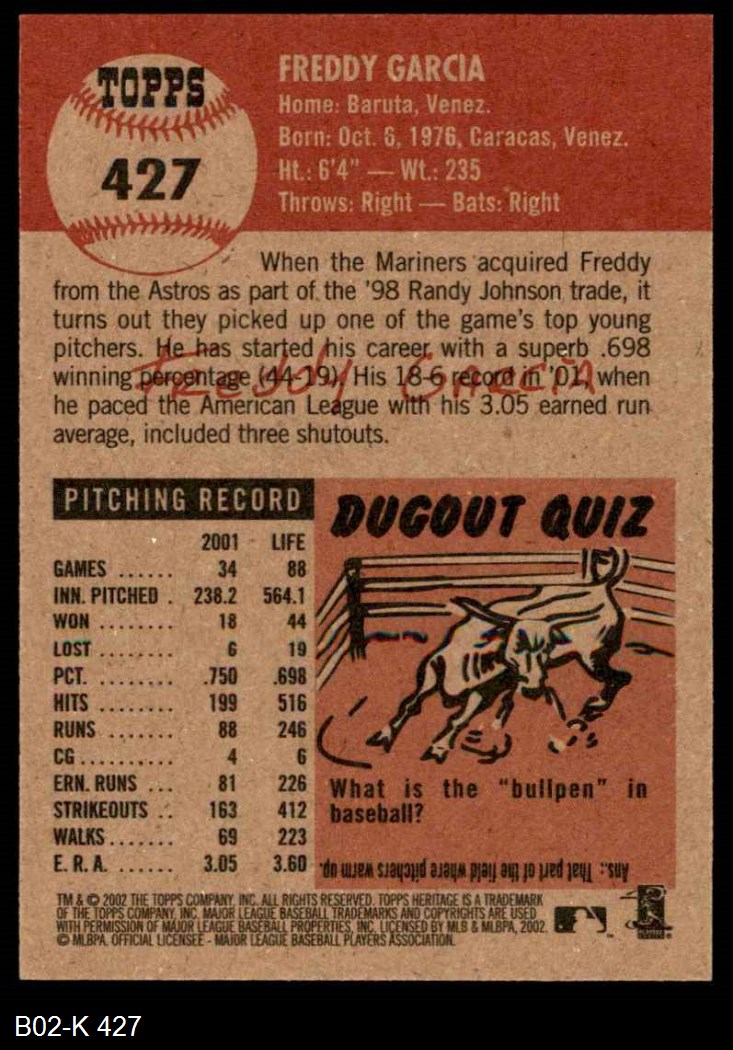 TOPPS
427
FREDDY GARCIA
Home: Baruta, Venez.
Born: Oct. 6, 1976, Caracas, Venez.
Ht.: 6'4" — Wt.: 235
Throws: Right — Bats: Right
When the Mariners acquired Freddy
from the Astros as part of the '98 Randy Johnson trade, it
turns out they picked up one of the game's top young
pitchers. He has started his career with a superb .698
winning percentage (44-19). His 18-6 record in '01, when
he paced the American League with his 3.05 earned run
average, included three shutouts.
Freddy Garcia
PITCHING RECORD
2001 LIFE
GAMES ...... 34 88
INN. PITCHED . 238.2 564.1
WON ........ 18 44
LOST ........ 6 19
PCT. ........ .750 .698
HITS ........ 199 516
RUNS ....... 88 246
CG .......... 4 6
ERN. RUNS ... 81 226
STRIKEOUTS .. 163 412
WALKS ....... 69 223
E. R. A. ...... 3.05 3.60
DUGOUT QUIZ
What is the "bullpen" in
baseball?
Ans.: That part of the field where pitchers warm up.
TM & © 2002 THE TOPPS COMPANY, INC. ALL RIGHTS RESERVED. TOPPS HERITAGE IS A TRADEMARK
OF THE TOPPS COMPANY, INC. MAJOR LEAGUE BASEBALL TRADEMARKS AND COPYRIGHTS ARE USED
WITH PERMISSION OF MAJOR LEAGUE BASEBALL PROPERTIES, INC. LICENSED BY MLB & MLBPA, 2002.
© MLBPA. OFFICIAL LICENSEE - MAJOR LEAGUE BASEBALL PLAYERS ASSOCIATION.
B02-K 427